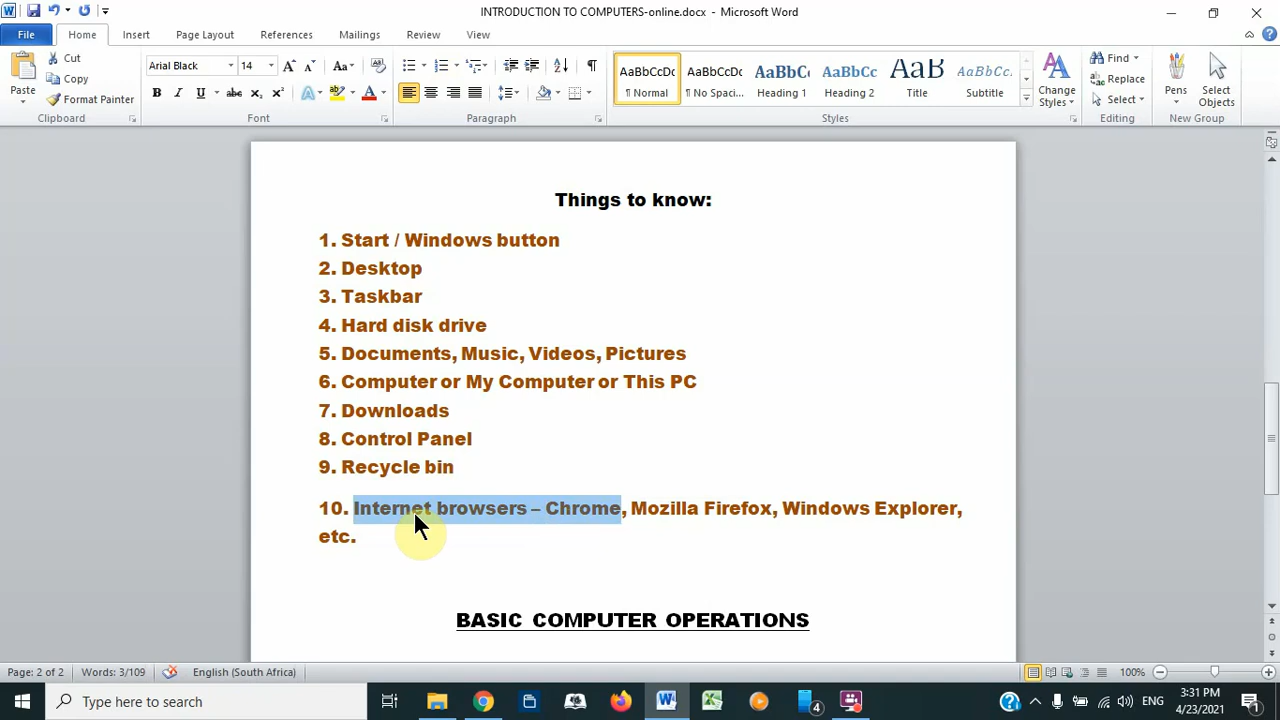 INTRODUCTION TO COMPUTERS-online.docx - Microsoft Word
File Home Insert Page Layout References Mailings Review View
Paste
Cut
Copy
Format Painter
Clipboard
Arial Black 14
Font
Paragraph
AaBbCcDc AaBbCcDc AaBbCc AaBbCc AaB AaBbCcDc.
¶ Normal ¶ No Spaci... Heading 1 Heading 2 Title Subtitle
Styles
Change Styles
Find
Replace
Select
Editing
Pens
Select Objects
New Group
Things to know:
1. Start / Windows button
2. Desktop
3. Taskbar
4. Hard disk drive
5. Documents, Music, Videos, Pictures
6. Computer or My Computer or This PC
7. Downloads
8. Control Panel
9. Recycle bin
10. Internet browsers – Chrome, Mozilla Firefox, Windows Explorer,
etc.
BASIC COMPUTER OPERATIONS
Page: 2 of 2 Words: 3/109 English (South Africa) 100%
Type here to search
4
ENG
3:31 PM
4/23/2021
1